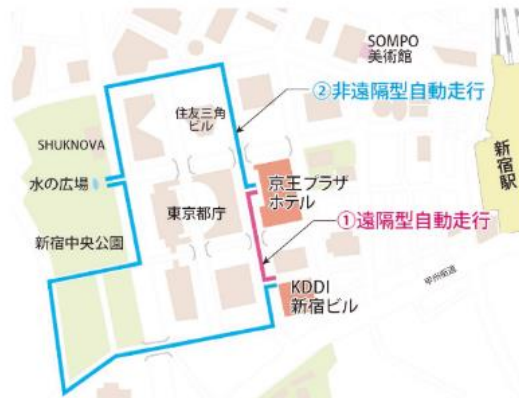 SOMPO
美術館
②非遠隔型自動走行
住友三角
ビル
SHUKNOVA
水の広場
京王プラザ
ホテル
新宿駅
東京都庁
①遠隔型自動走行
新宿中央公園
KDDI
新宿ビル
甲州街道